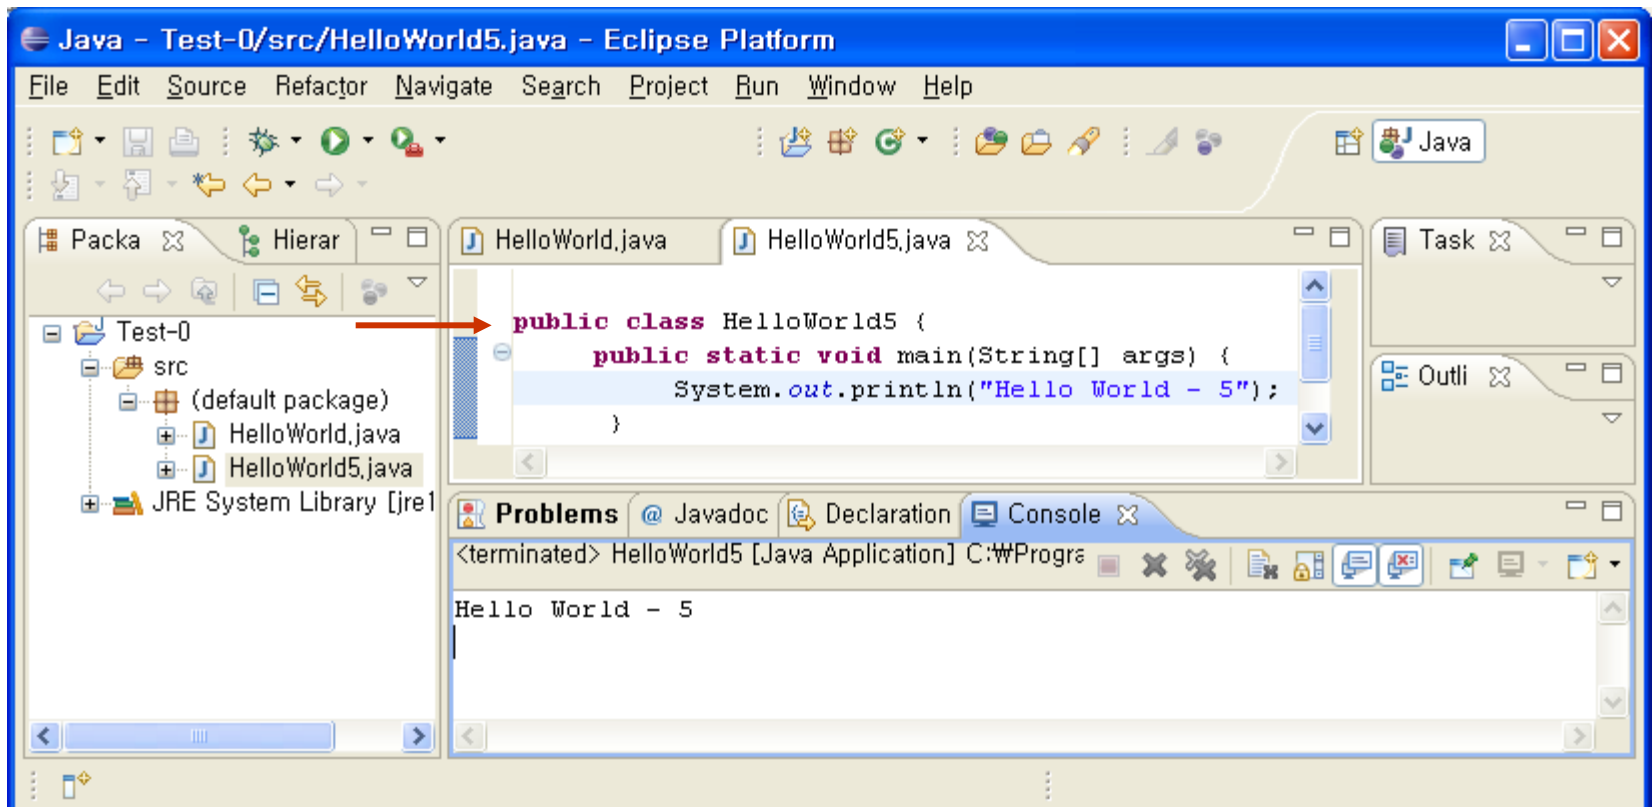 Java - Test-0/src/HelloWorld5.java - Eclipse Platform
File Edit Source Refactor Navigate Search Project Run Window Help
Java
Packa Hierar
Test-0
src
(default package)
HelloWorld.java
HelloWorld5.java
JRE System Library [jre1
HelloWorld.java HelloWorld5.java
public class HelloWorld5 {
public static void main(String[] args) {
System.out.println("Hello World - 5");
}
Task
Outli
Problems @ Javadoc Declaration Console
<terminated> HelloWorld5 [Java Application] C:₩Progra
Hello World - 5